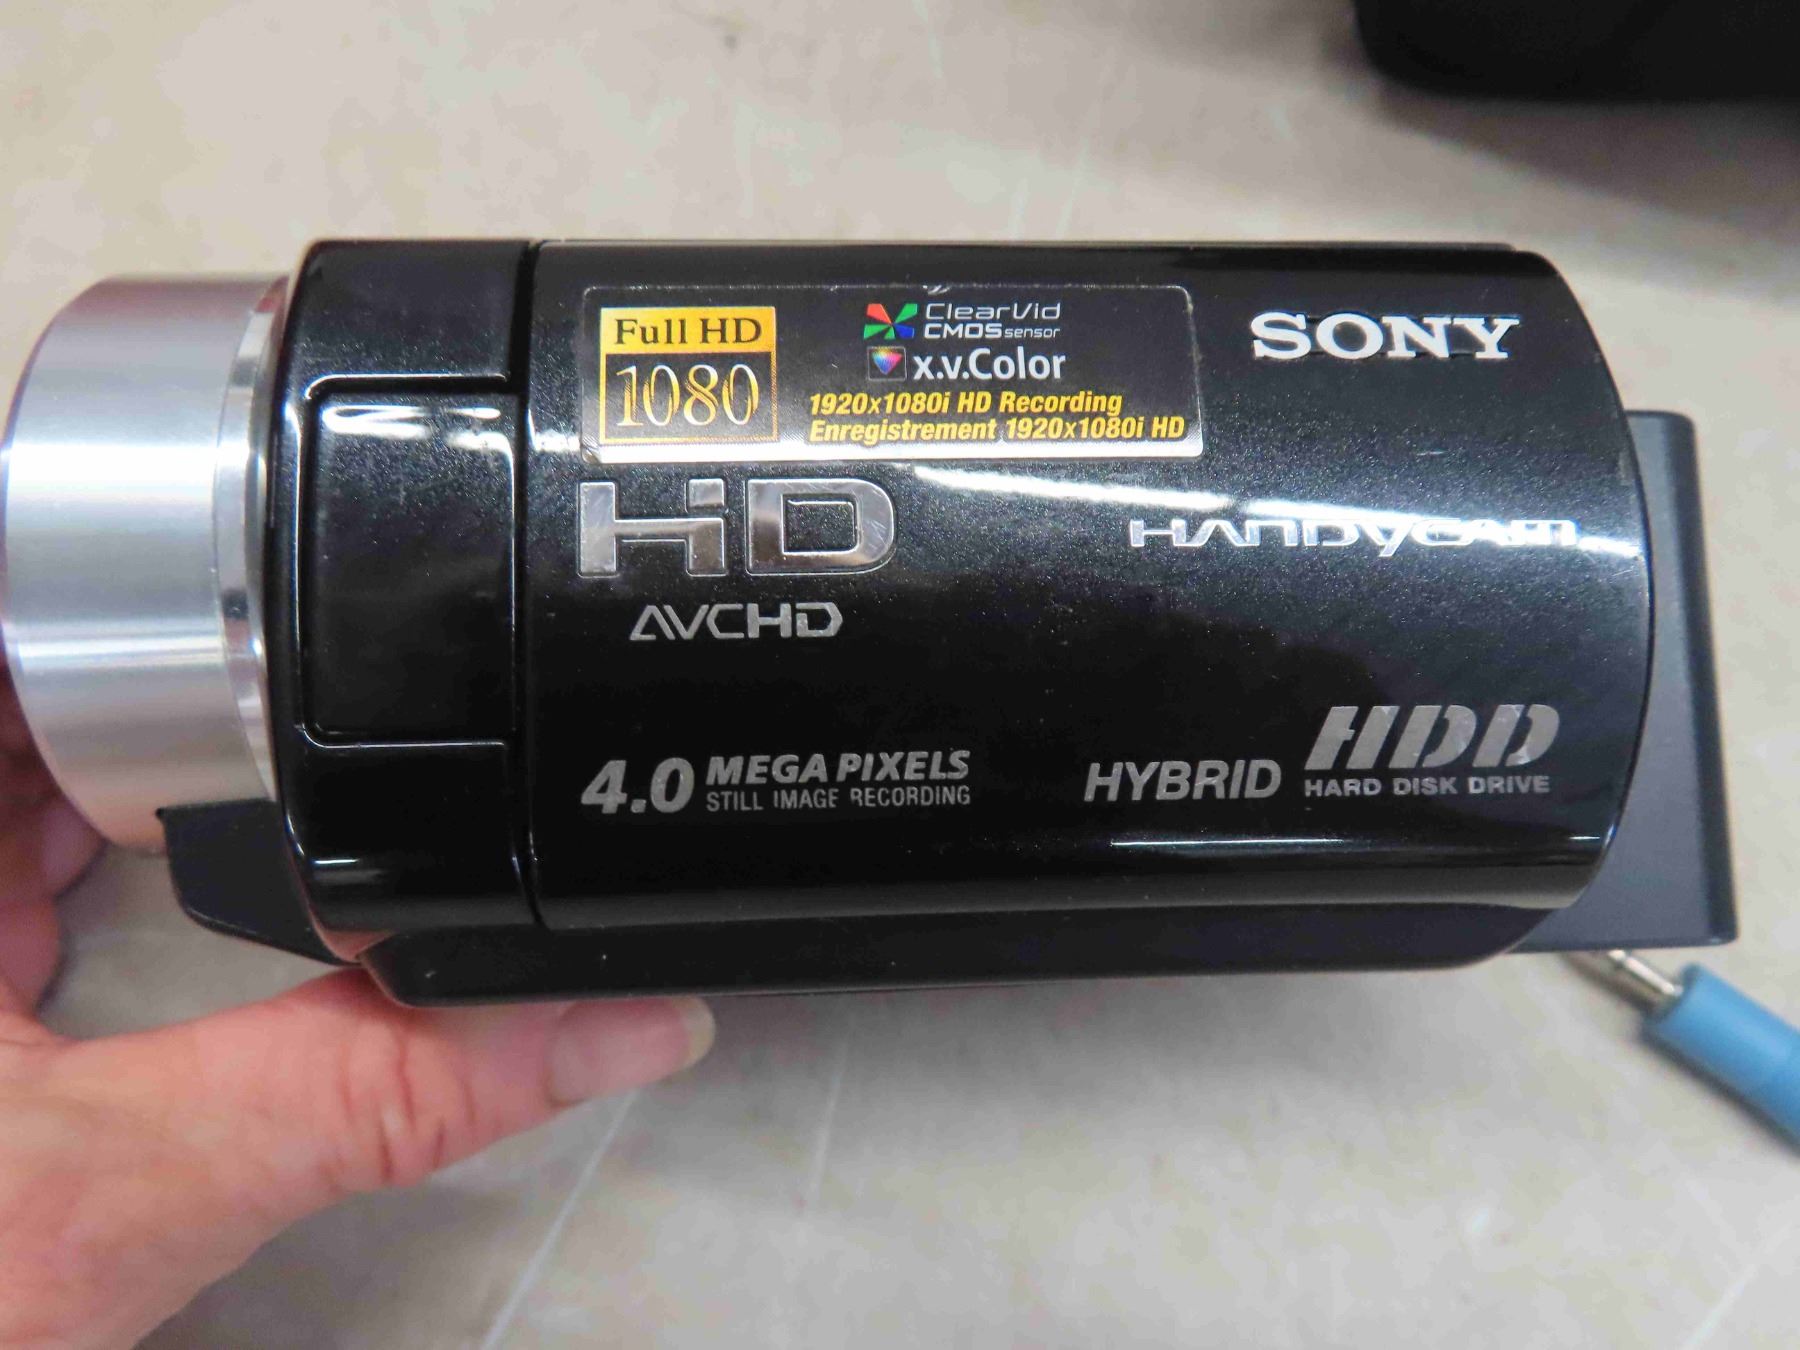 Full HD
1080
ClearVid
CMOS sensor
x.v.Color
1920x1080i HD Recording
Enregistrement 1920x1080i HD
SONY
HD
HANDYCAM
AVCHD
4.0 MEGA PIXELS
STILL IMAGE RECORDING
HYBRID HDD
HARD DISK DRIVE